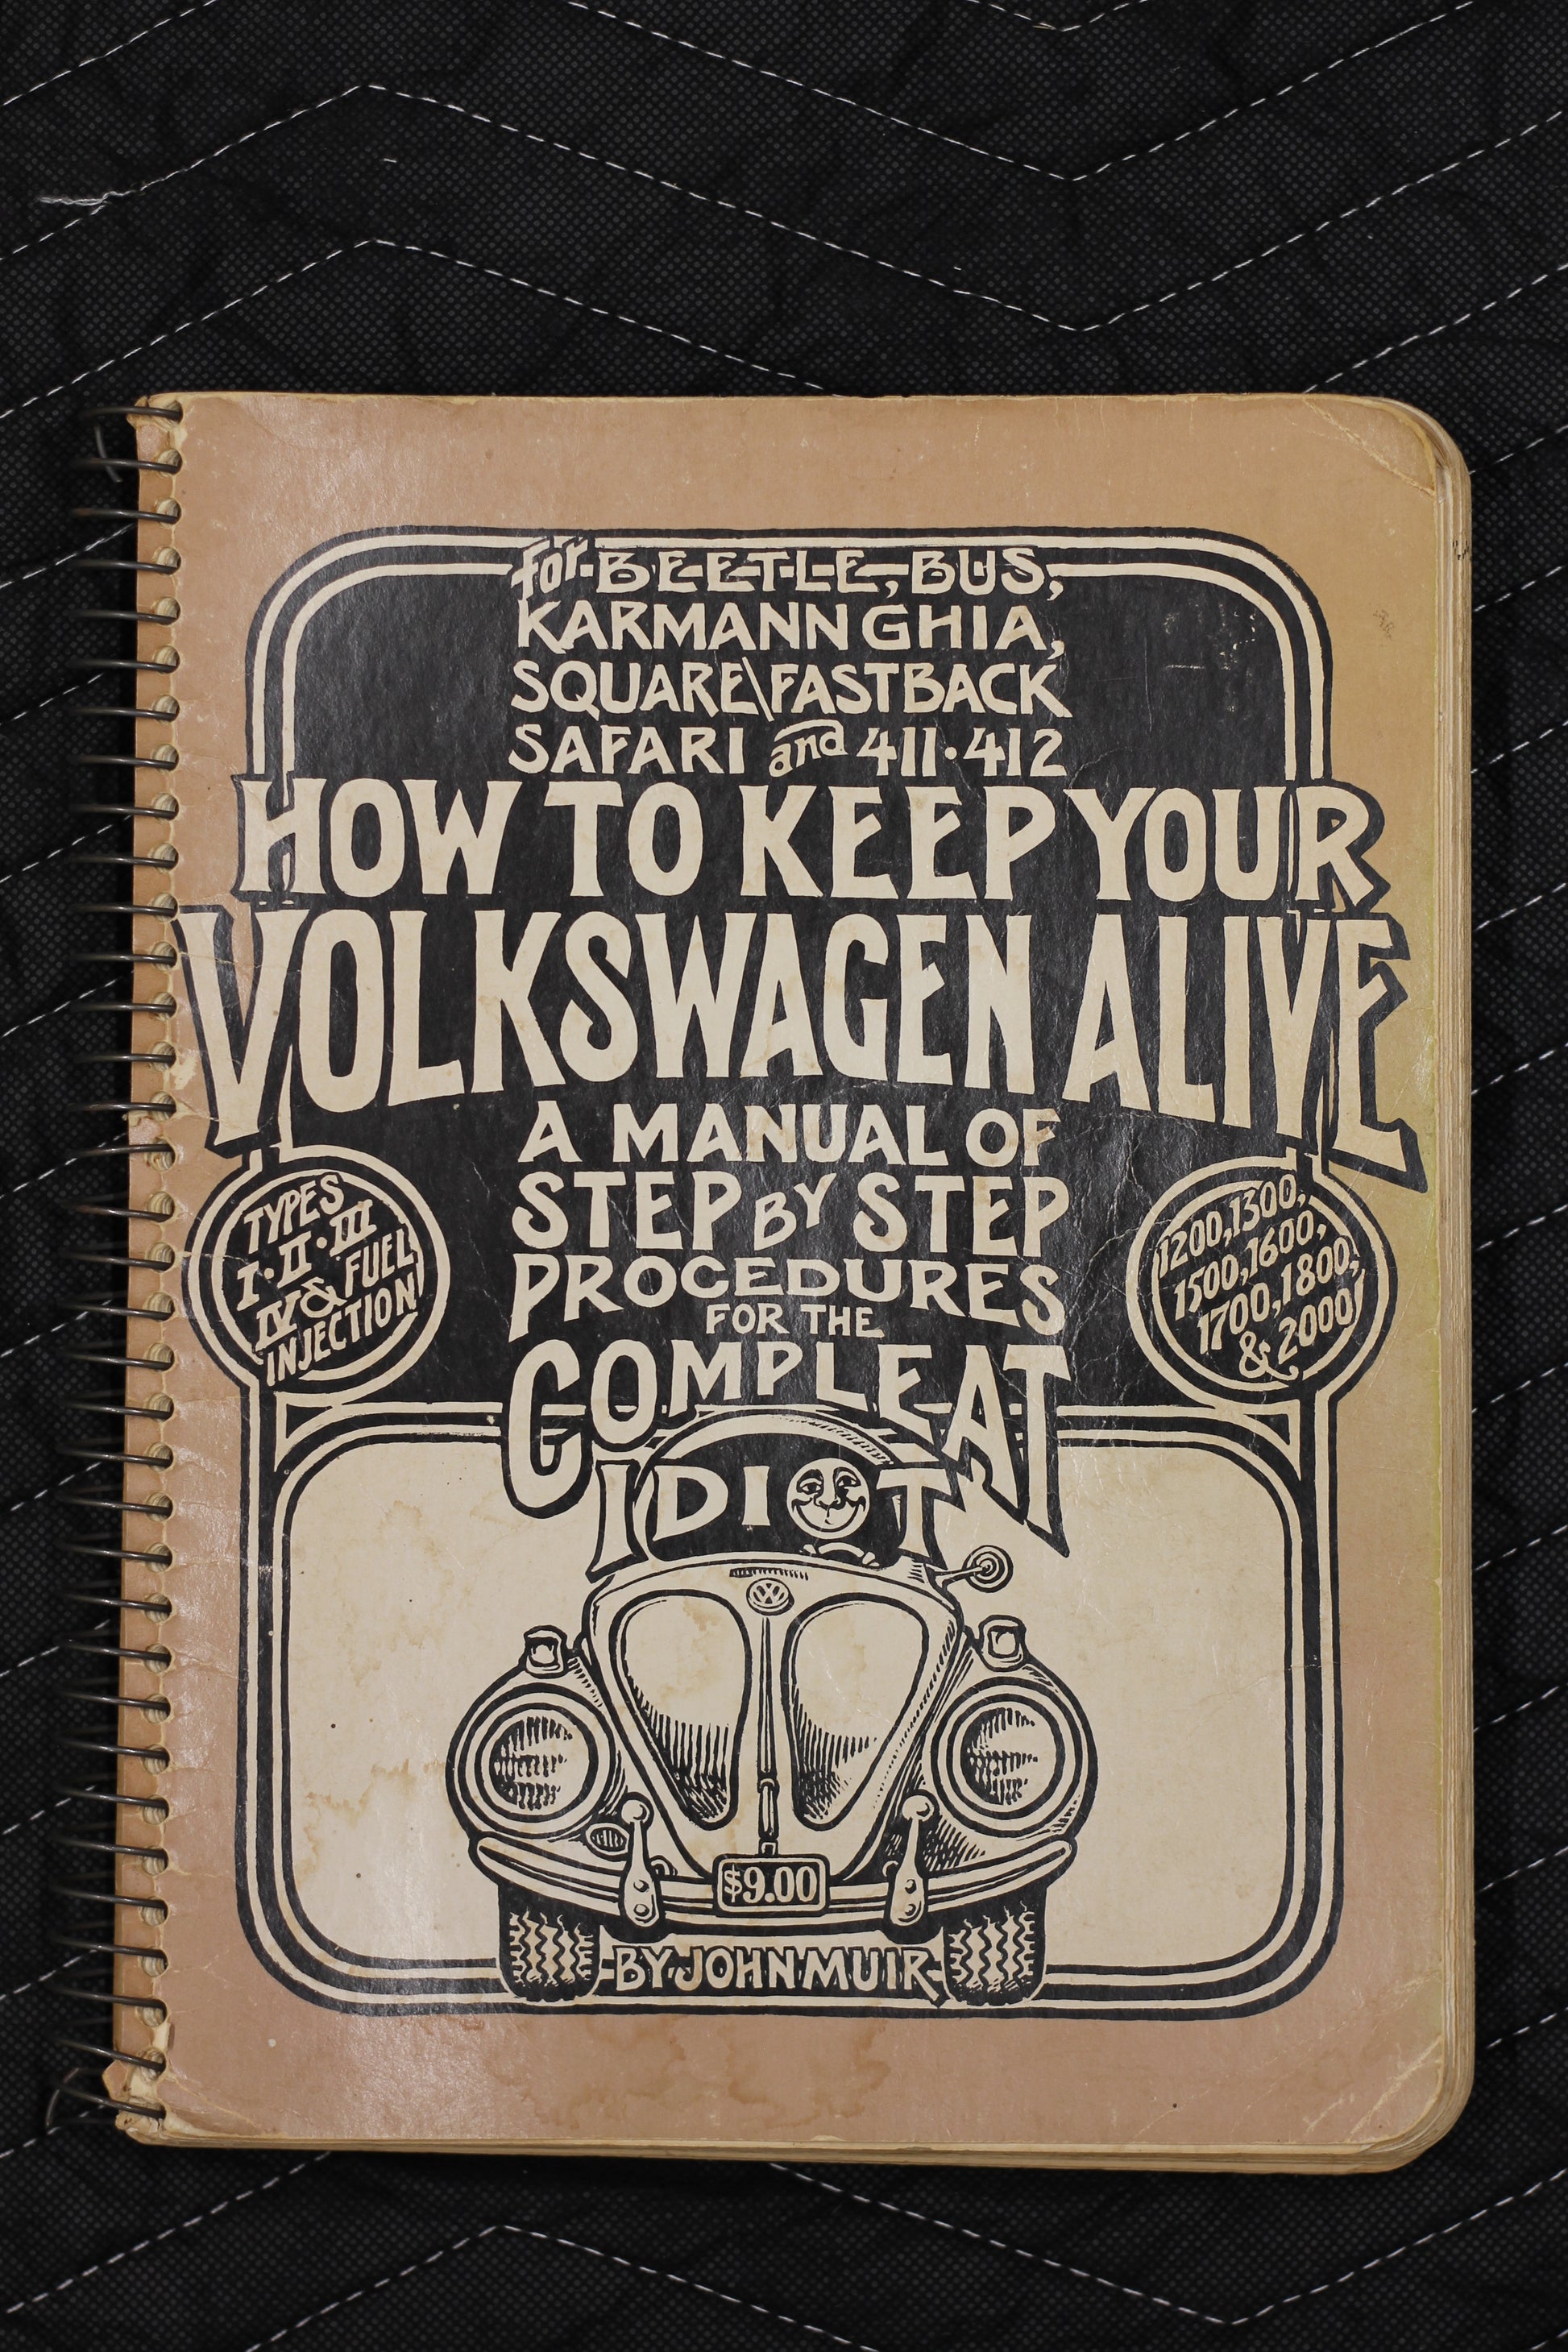 for BEETLE, BUS,
KARMANN GHIA,
SQUARE\FASTBACK
SAFARI and 411·412
HOW TO KEEP YOUR
VOLKSWAGEN ALIVE
A MANUAL OF
STEP BY STEP
PROCEDURES
FOR THE
COMPLEAT
IDIOT
TYPES
I·II·III
IV & FUEL
INJECTION
1200, 1300,
1500, 1600,
1700, 1800,
& 2000
$9.00
BY JOHN MUIR